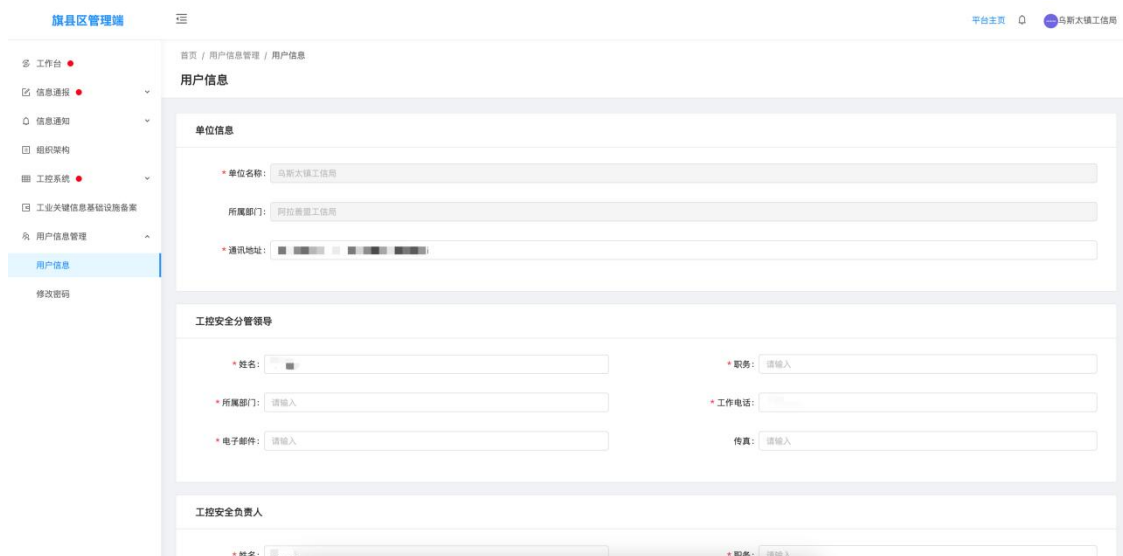 旗县区管理端
平台主页 乌斯太镇工信局
工作台
信息通报
信息通知
组织架构
工控系统
工业关键信息基础设施备案
用户信息管理
用户信息
修改密码
首页 / 用户信息管理 / 用户信息
用户信息
单位信息
* 单位名称: 乌斯太镇工信局
所属部门: 阿拉善盟工信局
* 通讯地址:
工控安全分管领导
* 姓名: * 职务: 请输入
* 所属部门: 请输入 * 工作电话:
* 电子邮件: 请输入 传真: 请输入
工控安全负责人
* 姓名: * 职务: 请输入